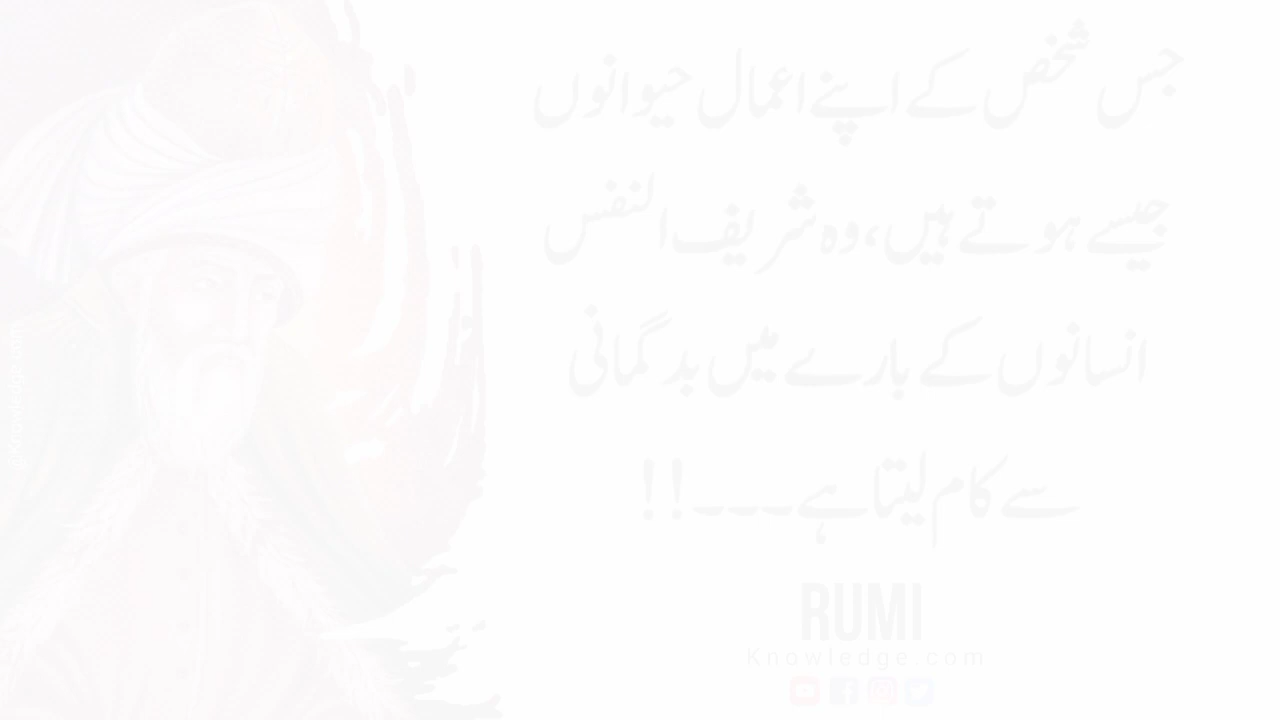 جس شخص کے اپنے اعمال حیوانوں
جیسے ہوتے ہیں، وہ شریف النفس
انسانوں کے بارے میں بدگمانی
سے کام لیتا ہے۔۔۔!!
RUMI
Knowledge.com